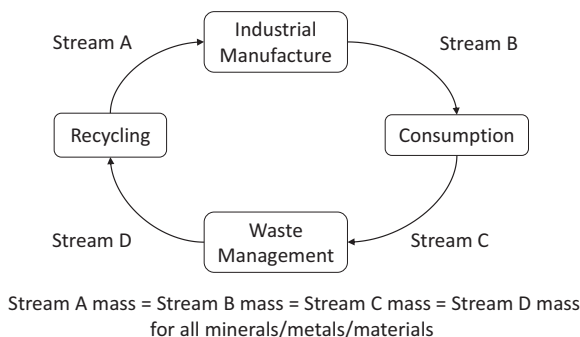 Stream A
Industrial
Manufacture
Stream B
Recycling
Consumption
Stream D
Waste
Management
Stream C
Stream A mass = Stream B mass = Stream C mass = Stream D mass
for all minerals/metals/materials